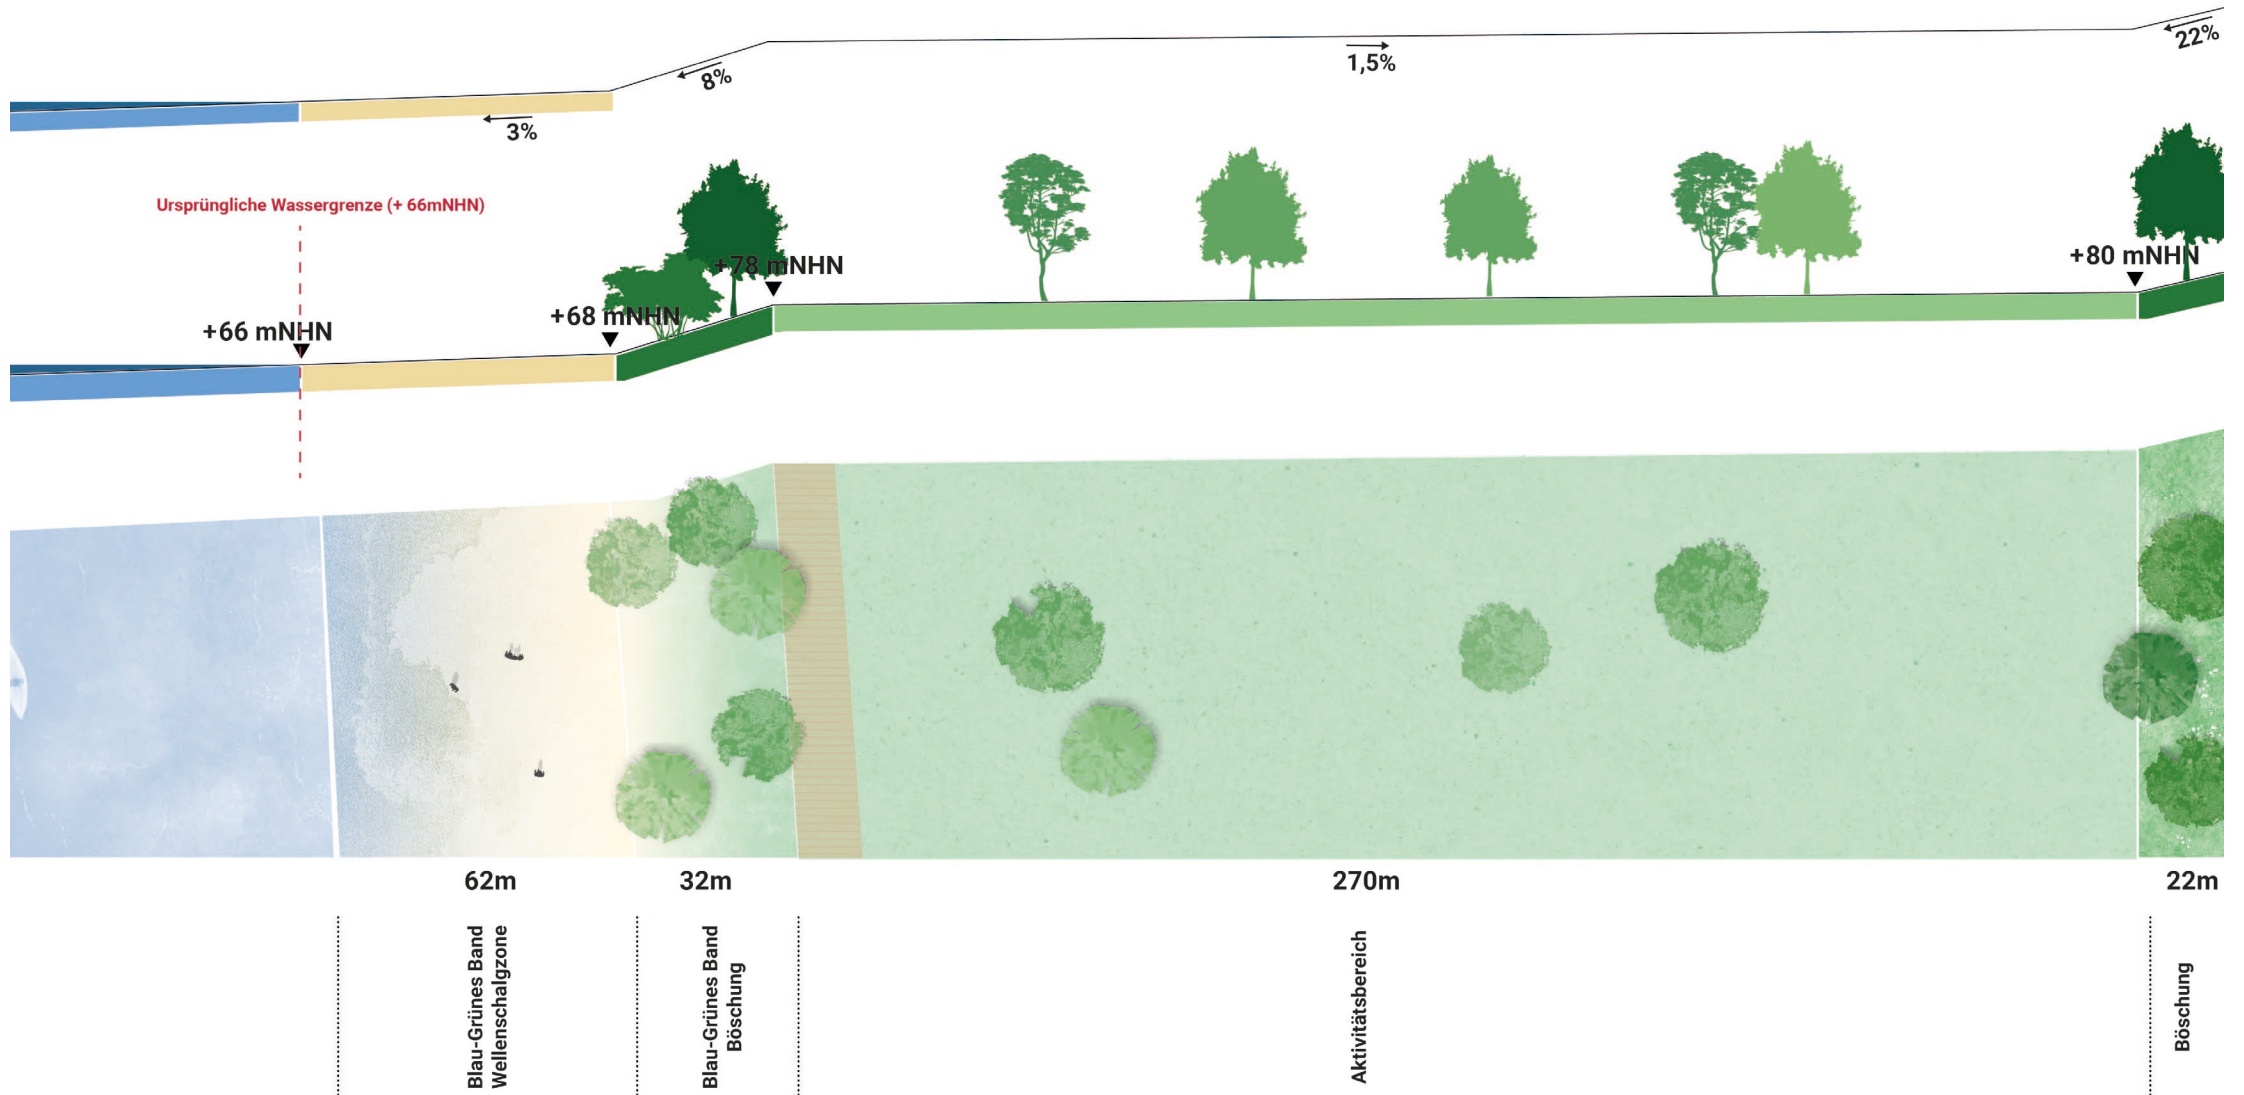 22%
8%
1,5%
3%
Ursprüngliche Wassergrenze (+ 66mNHN)
+80 mNHN
+78 mNHN
+68 mNHN
+66 mNHN
62m
32m
270m
22m
Blau-Grünes Band
Wellenschalgzone
Blau-Grünes Band
Böschung
Aktivitätsbereich
Böschung